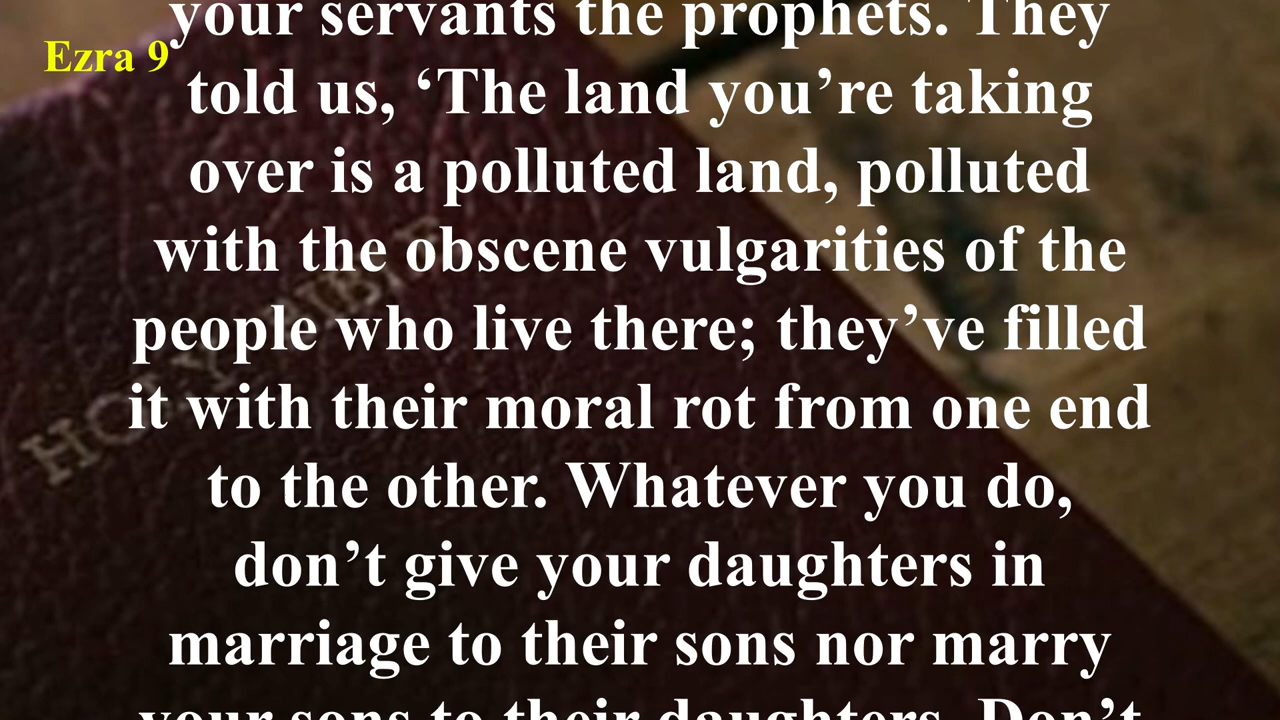 your servants the prophets. They
Ezra 9
told us, ‘The land you’re taking
over is a polluted land, polluted
with the obscene vulgarities of the
people who live there; they’ve filled
it with their moral rot from one end
to the other. Whatever you do,
don’t give your daughters in
marriage to their sons nor marry
your sons to their daughters. Don’t
HOLY BIBLE